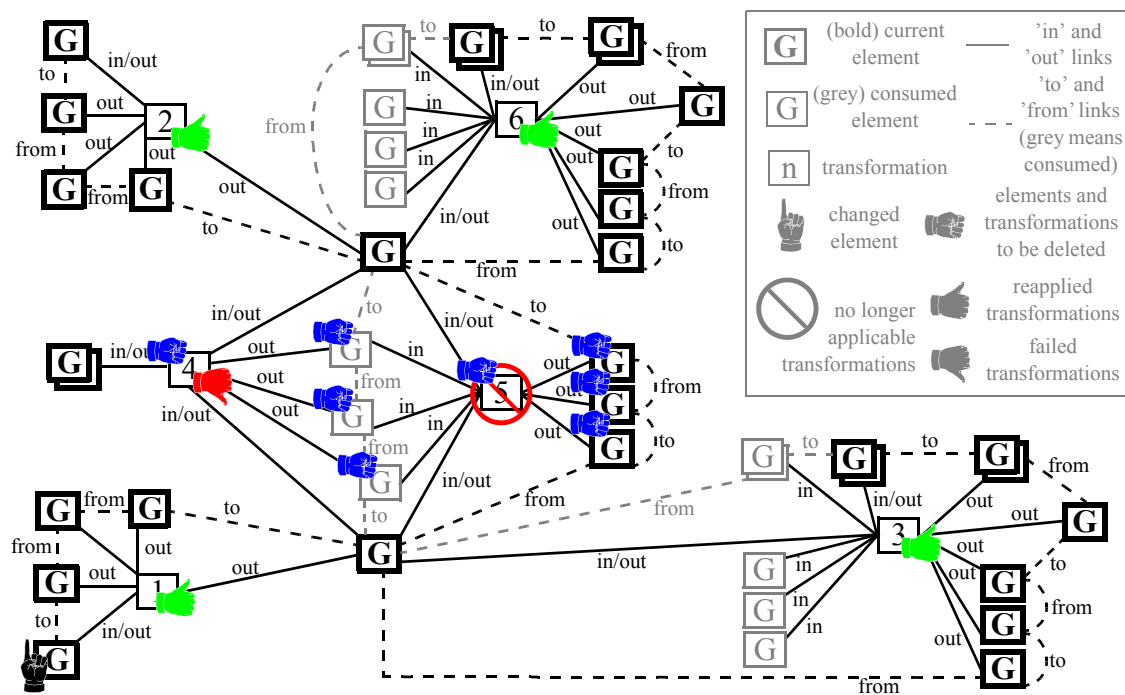 G
to
G
from
G
from
G
in/out
out
out
out
2
out
to
G
to
G
to
G
from
G
in
in/out
out
out
in
G
in
G
in
G
6
out
out
G
to
G
from
G
to
from
in/out
G
from
to
to
in/out
in/out
G
in/out
4
out
out
out
in/out
G
from
G
from
G
to
in
in
in
in/out
5
out
out
out
G
G
G
from
to
from
from
G
from
G
to
from
G
to
G
out
out
in/out
1
out
G
in/out
G
to
G
to
G
from
G
in
in/out
out
out
3
in
G
in
G
in
G
out
out
G
to
G
from
G
to
from
G
(bold) current
element
G
(grey) consumed
element
n
transformation
changed
element
no longer
applicable
transformations
'in' and
'out' links
'to' and
'from' links
(grey means
consumed)
elements and
transformations
to be deleted
reapplied
transformations
failed
transformations